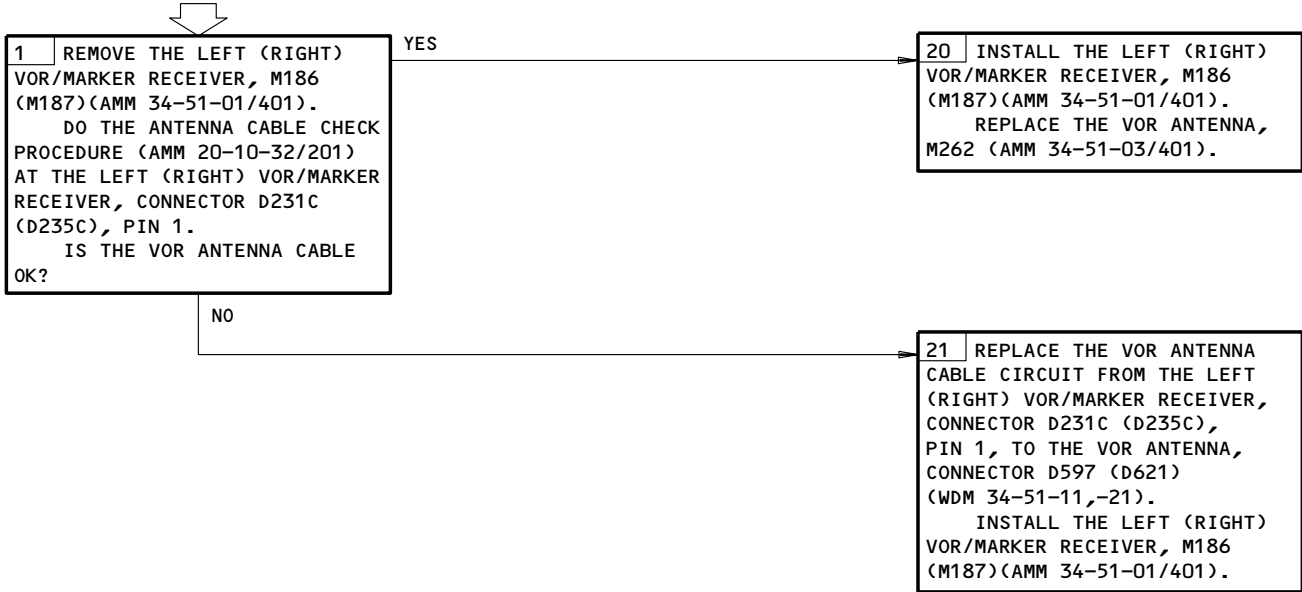 1 REMOVE THE LEFT (RIGHT)
VOR/MARKER RECEIVER, M186
(M187)(AMM 34-51-01/401).
DO THE ANTENNA CABLE CHECK
PROCEDURE (AMM 20-10-32/201)
AT THE LEFT (RIGHT) VOR/MARKER
RECEIVER, CONNECTOR D231C
(D235C), PIN 1.
IS THE VOR ANTENNA CABLE
OK?
YES
20 INSTALL THE LEFT (RIGHT)
VOR/MARKER RECEIVER, M186
(M187)(AMM 34-51-01/401).
REPLACE THE VOR ANTENNA,
M262 (AMM 34-51-03/401).
NO
21 REPLACE THE VOR ANTENNA
CABLE CIRCUIT FROM THE LEFT
(RIGHT) VOR/MARKER RECEIVER,
CONNECTOR D231C (D235C),
PIN 1, TO THE VOR ANTENNA,
CONNECTOR D597 (D621)
(WDM 34-51-11,-21).
INSTALL THE LEFT (RIGHT)
VOR/MARKER RECEIVER, M186
(M187)(AMM 34-51-01/401).